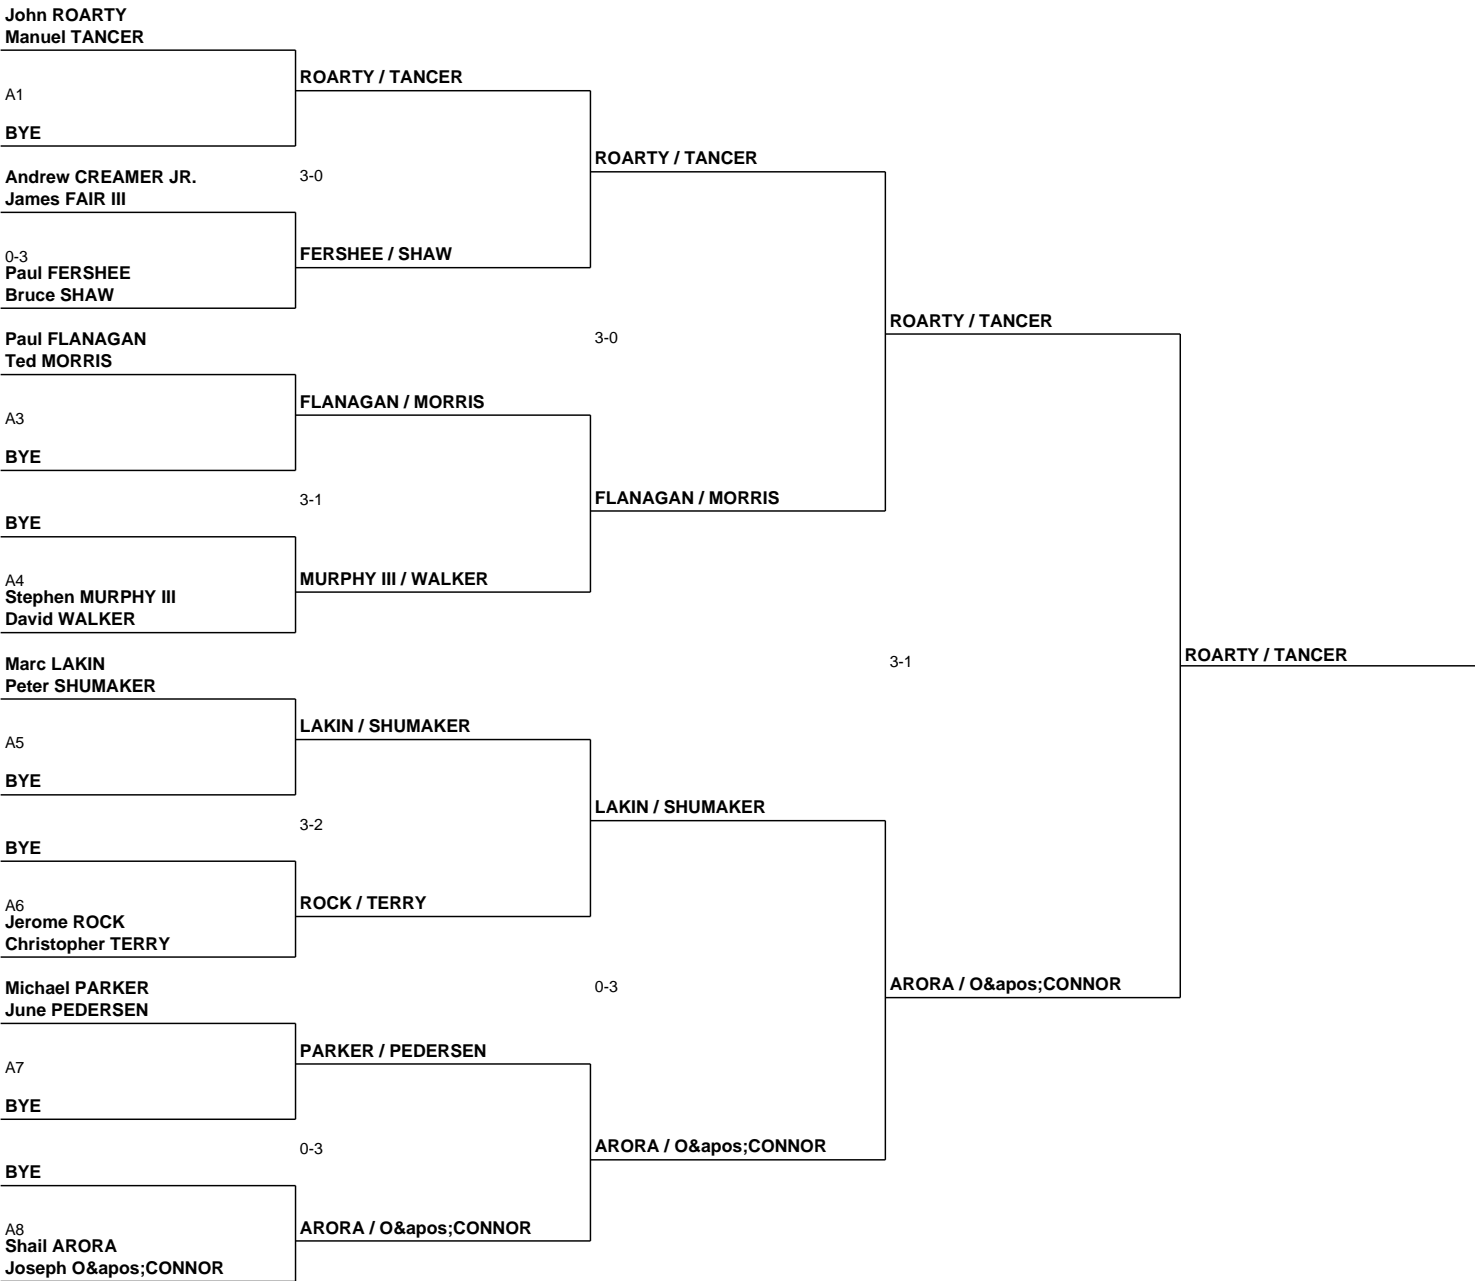 John ROARTY
Manuel TANCER
A1
BYE
Andrew CREAMER JR.
James FAIR III
0-3
Paul FERSHEE
Bruce SHAW
Paul FLANAGAN
Ted MORRIS
A3
BYE
BYE
A4
Stephen MURPHY III
David WALKER
Marc LAKIN
Peter SHUMAKER
A5
BYE
BYE
A6
Jerome ROCK
Christopher TERRY
Michael PARKER
June PEDERSEN
A7
BYE
BYE
A8
Shail ARORA
Joseph O&apos;CONNOR
ROARTY / TANCER
3-0
FERSHEE / SHAW
FLANAGAN / MORRIS
3-1
MURPHY III / WALKER
LAKIN / SHUMAKER
3-2
ROCK / TERRY
PARKER / PEDERSEN
0-3
ARORA / O&apos;CONNOR
ROARTY / TANCER
3-0
FLANAGAN / MORRIS
LAKIN / SHUMAKER
0-3
ARORA / O&apos;CONNOR
ROARTY / TANCER
3-1
ARORA / O&apos;CONNOR
ROARTY / TANCER